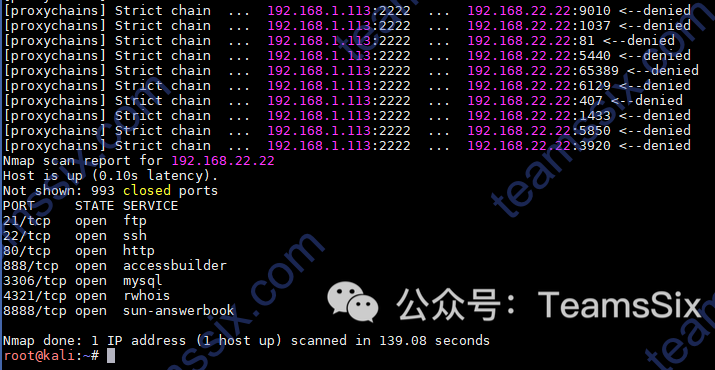 [proxychains] Strict chain  ...  192.168.1.113:2222  ...  192.168.22.22:9010 <--denied
[proxychains] Strict chain  ...  192.168.1.113:2222  ...  192.168.22.22:1037 <--denied
[proxychains] Strict chain  ...  192.168.1.113:2222  ...  192.168.22.22:81 <--denied
[proxychains] Strict chain  ...  192.168.1.113:2222  ...  192.168.22.22:5440 <--denied
[proxychains] Strict chain  ...  192.168.1.113:2222  ...  192.168.22.22:65389 <--denied
[proxychains] Strict chain  ...  192.168.1.113:2222  ...  192.168.22.22:6129 <--denied
[proxychains] Strict chain  ...  192.168.1.113:2222  ...  192.168.22.22:407 <--denied
[proxychains] Strict chain  ...  192.168.1.113:2222  ...  192.168.22.22:1433 <--denied
[proxychains] Strict chain  ...  192.168.1.113:2222  ...  192.168.22.22:5850 <--denied
[proxychains] Strict chain  ...  192.168.1.113:2222  ...  192.168.22.22:3920 <--denied
Nmap scan report for 192.168.22.22
Host is up (0.10s latency).
Not shown: 993 closed ports
PORT     STATE SERVICE
21/tcp   open  ftp
22/tcp   open  ssh
80/tcp   open  http
888/tcp  open  accessbuilder
3306/tcp open  mysql
4321/tcp open  rwhois
8888/tcp open  sun-answerbook
公众号：TeamsSix
Nmap done: 1 IP address (1 host up) scanned in 139.08 seconds
root@kali:~#
teamssix.com
teamssix.com